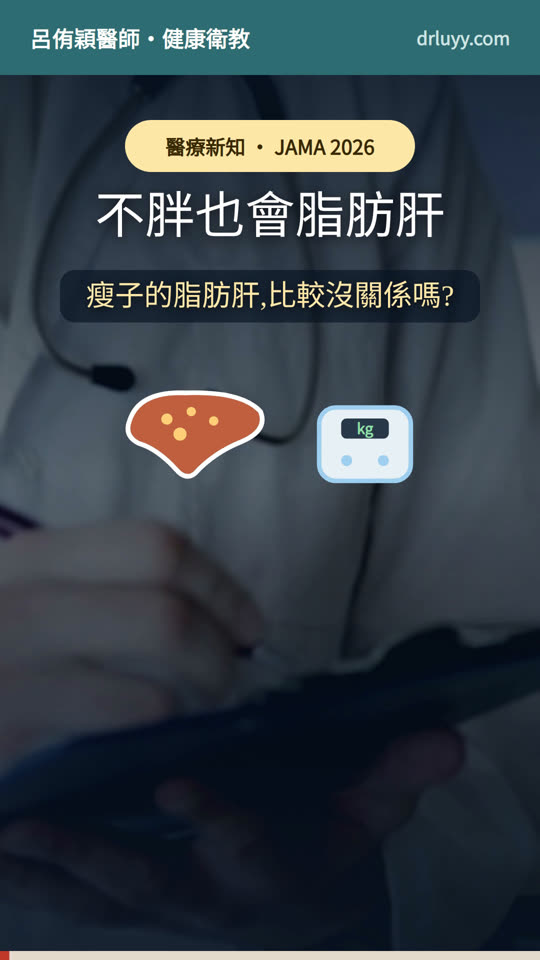 呂侑穎醫師・健康衛教
drluyy.com
醫療新知・JAMA 2026
不胖也會脂肪肝
瘦子的脂肪肝,比較沒關係嗎?
kg